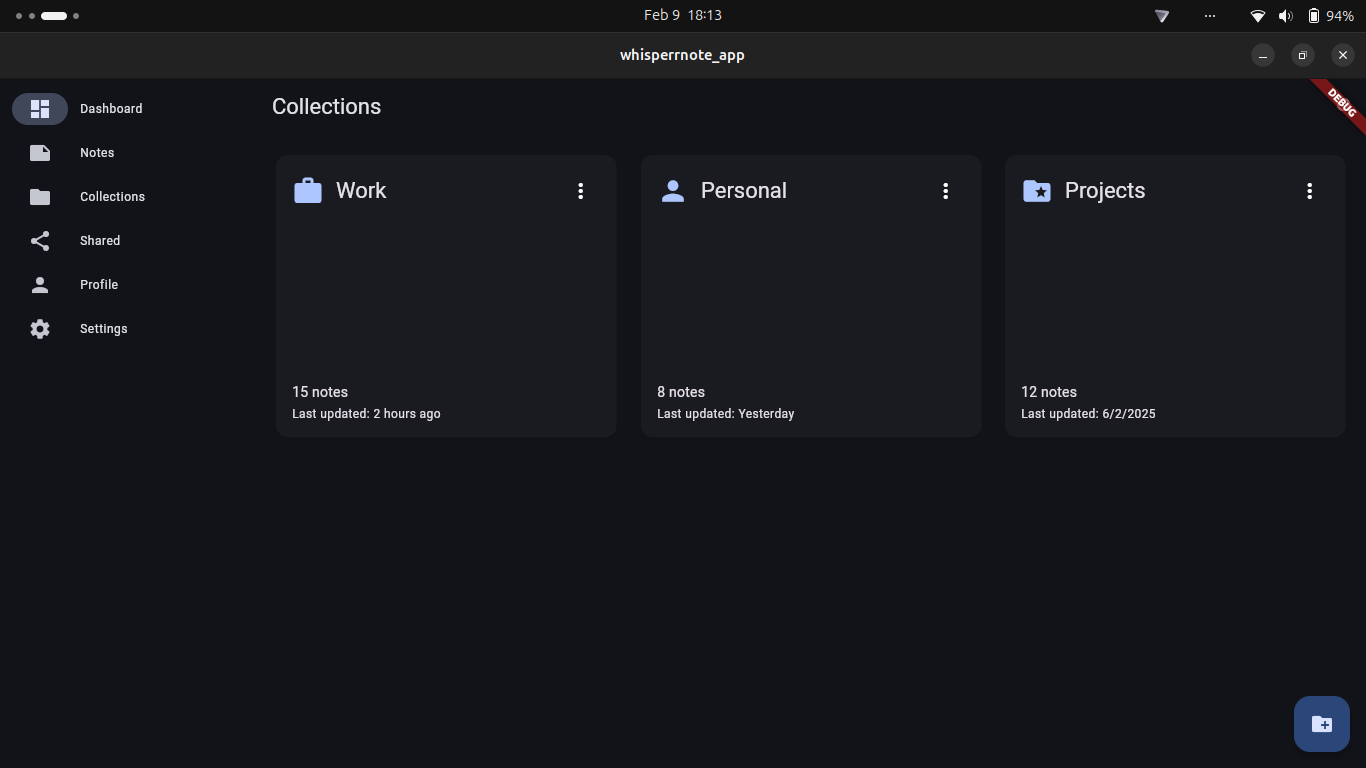 Feb 9 18:13
94%
whisperrnote_app
DEBUG
Dashboard
Notes
Collections
Shared
Profile
Settings
Collections
Work
15 notes
Last updated: 2 hours ago
Personal
8 notes
Last updated: Yesterday
Projects
12 notes
Last updated: 6/2/2025